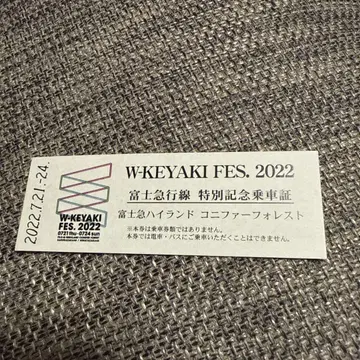 2022.7.21.-24.
W-KEYAKI
FES. 2022
0721 thu - 0724 sun
W-KEYAKI FES. 2022
富士急行線 特別記念乗車証
富士急ハイランド コニファーフォレスト
※本券は乗車券類ではありません。
本券では電車・バスにご乗車いただくことはできません。